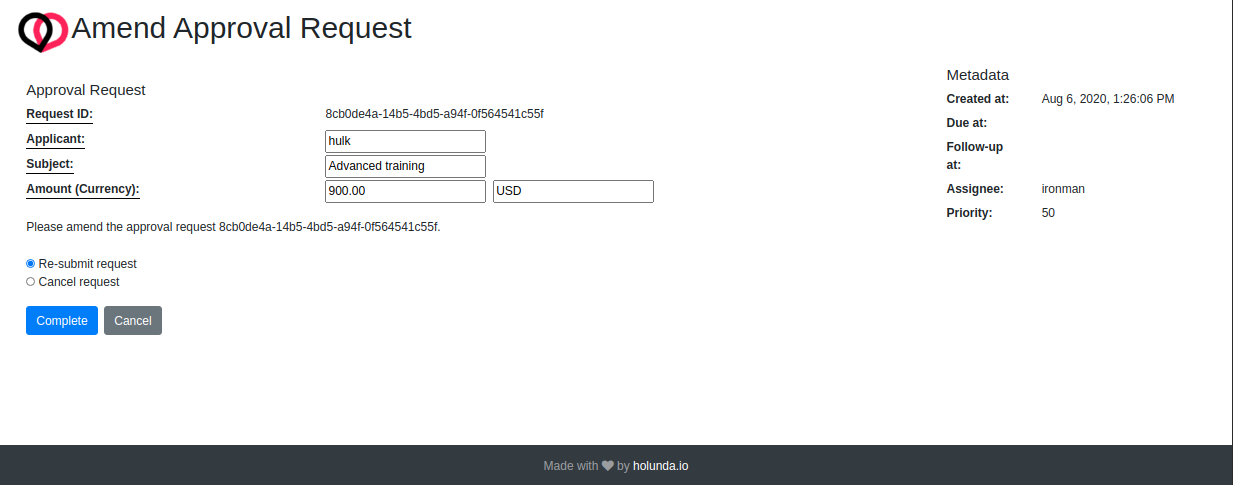 Amend Approval Request
Approval Request
Request ID: 8cb0de4a-14b5-4bd5-a94f-0f564541c55f
Applicant: hulk
Subject: Advanced training
Amount (Currency): 900.00 USD
Please amend the approval request 8cb0de4a-14b5-4bd5-a94f-0f564541c55f.
Re-submit request
Cancel request
Complete Cancel
Metadata
Created at: Aug 6, 2020, 1:26:06 PM
Due at:
Follow-up
at:
Assignee: ironman
Priority: 50
Made with by holunda.io